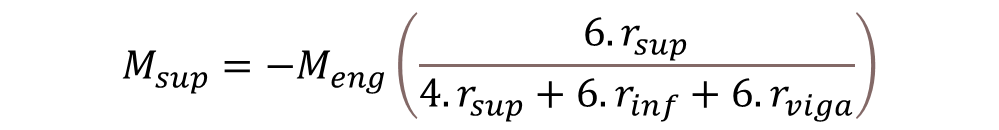 M_sup = −M_eng (6.r_sup / (4.r_sup + 6.r_inf + 6.r_viga))